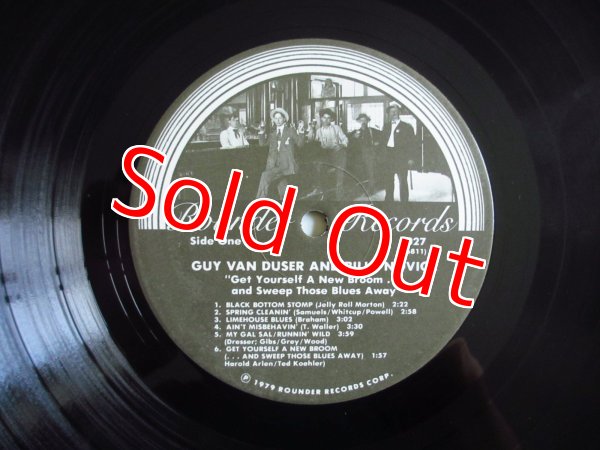 Sold Out
Rounder Records
Side One 027
6811)
GUY VAN DUSER AND
"Get Yourself A New Broom . .
and Sweep Those Blues Away"
1. BLACK BOTTOM STOMP (Jelly Roll Morton) 2:22
2. SPRING CLEANIN' (Samuels/Whitcup/Powell) 2:58
3. LIMEHOUSE BLUES (Braham) 3:02
4. AIN'T MISBEHAVIN' (T. Waller) 3:30
5. MY GAL SAL/RUNNIN' WILD 3:59
(Dresser; Gibs/Grey/Wood)
6. GET YOURSELF A NEW BROOM
(. . . AND SWEEP THOSE BLUES AWAY) 1:57
Harold Arlen/Ted Koehler)
℗ 1979 ROUNDER RECORDS CORP.